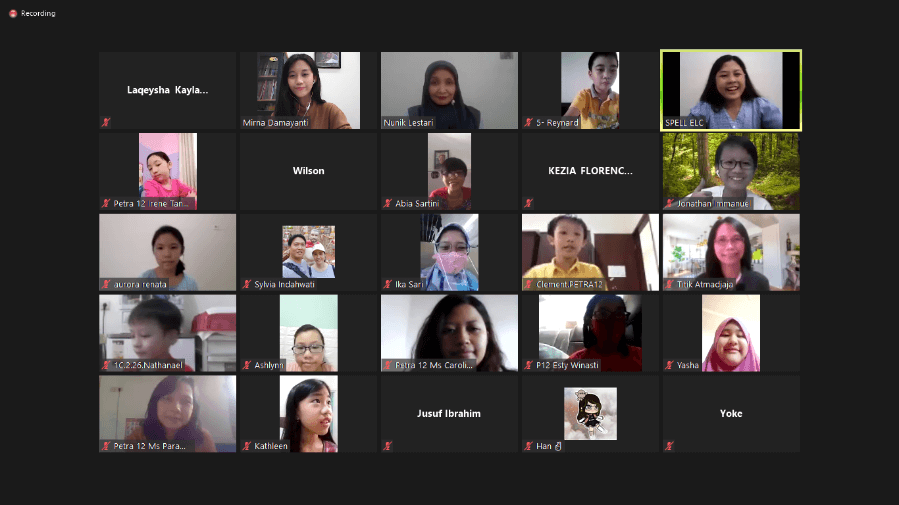 Recording
Laqeysha Kayla...
Mirna Damayanti
Nunik Lestari
5- Reynard
SPELL ELC
Petra 12 Irene Tan...
Wilson
Abia Sartini
KEZIA FLORENC...
Jonathan Immanuel
aurora renata
Sylvia Indahwati
Ika Sari
Clement.PETRA12
Titik Atmadjaja
1C.2.26.Nathanael
Ashlynn
Petra 12 Ms Caroli...
P12 Esty Winasti
Yasha
Petra 12 Ms Para...
Kathleen
Jusuf Ibrahim
Han
Yoke